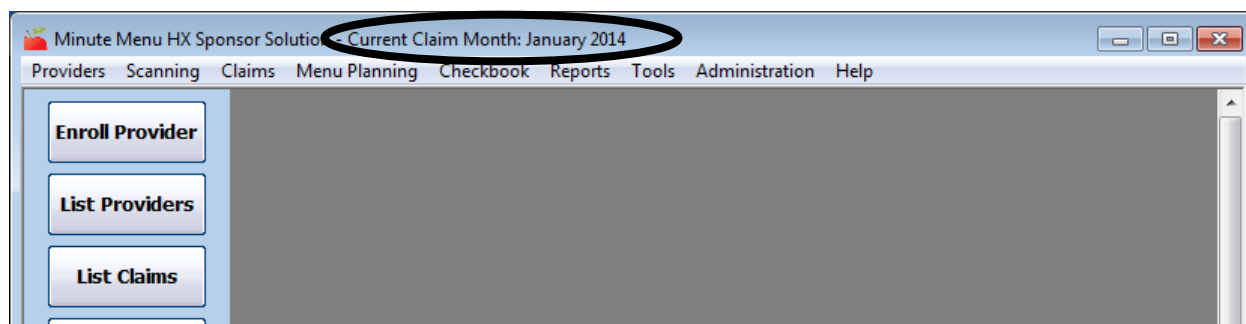 Minute Menu HX Sponsor Solution - Current Claim Month: January 2014
Providers Scanning Claims Menu Planning Checkbook Reports Tools Administration Help
Enroll Provider
List Providers
List Claims